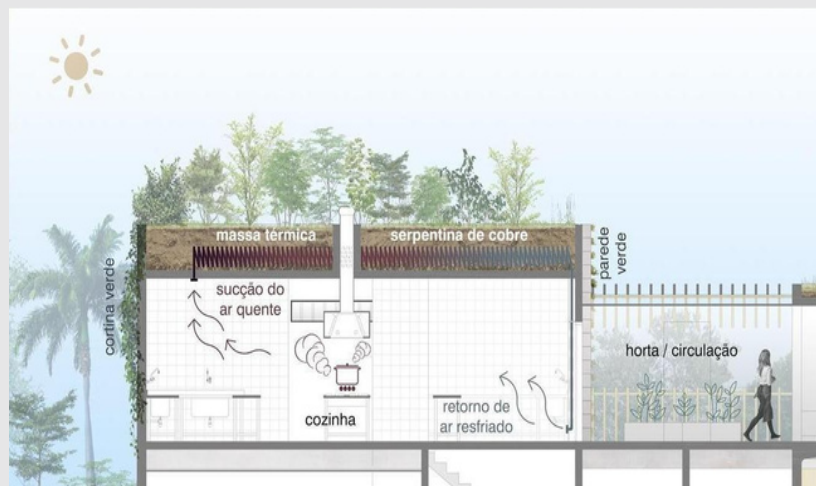 massa térmica
serpentina de cobre
sucção do
ar quente
cortina verde
parede
verde
horta / circulação
cozinha
retorno de
ar resfriado